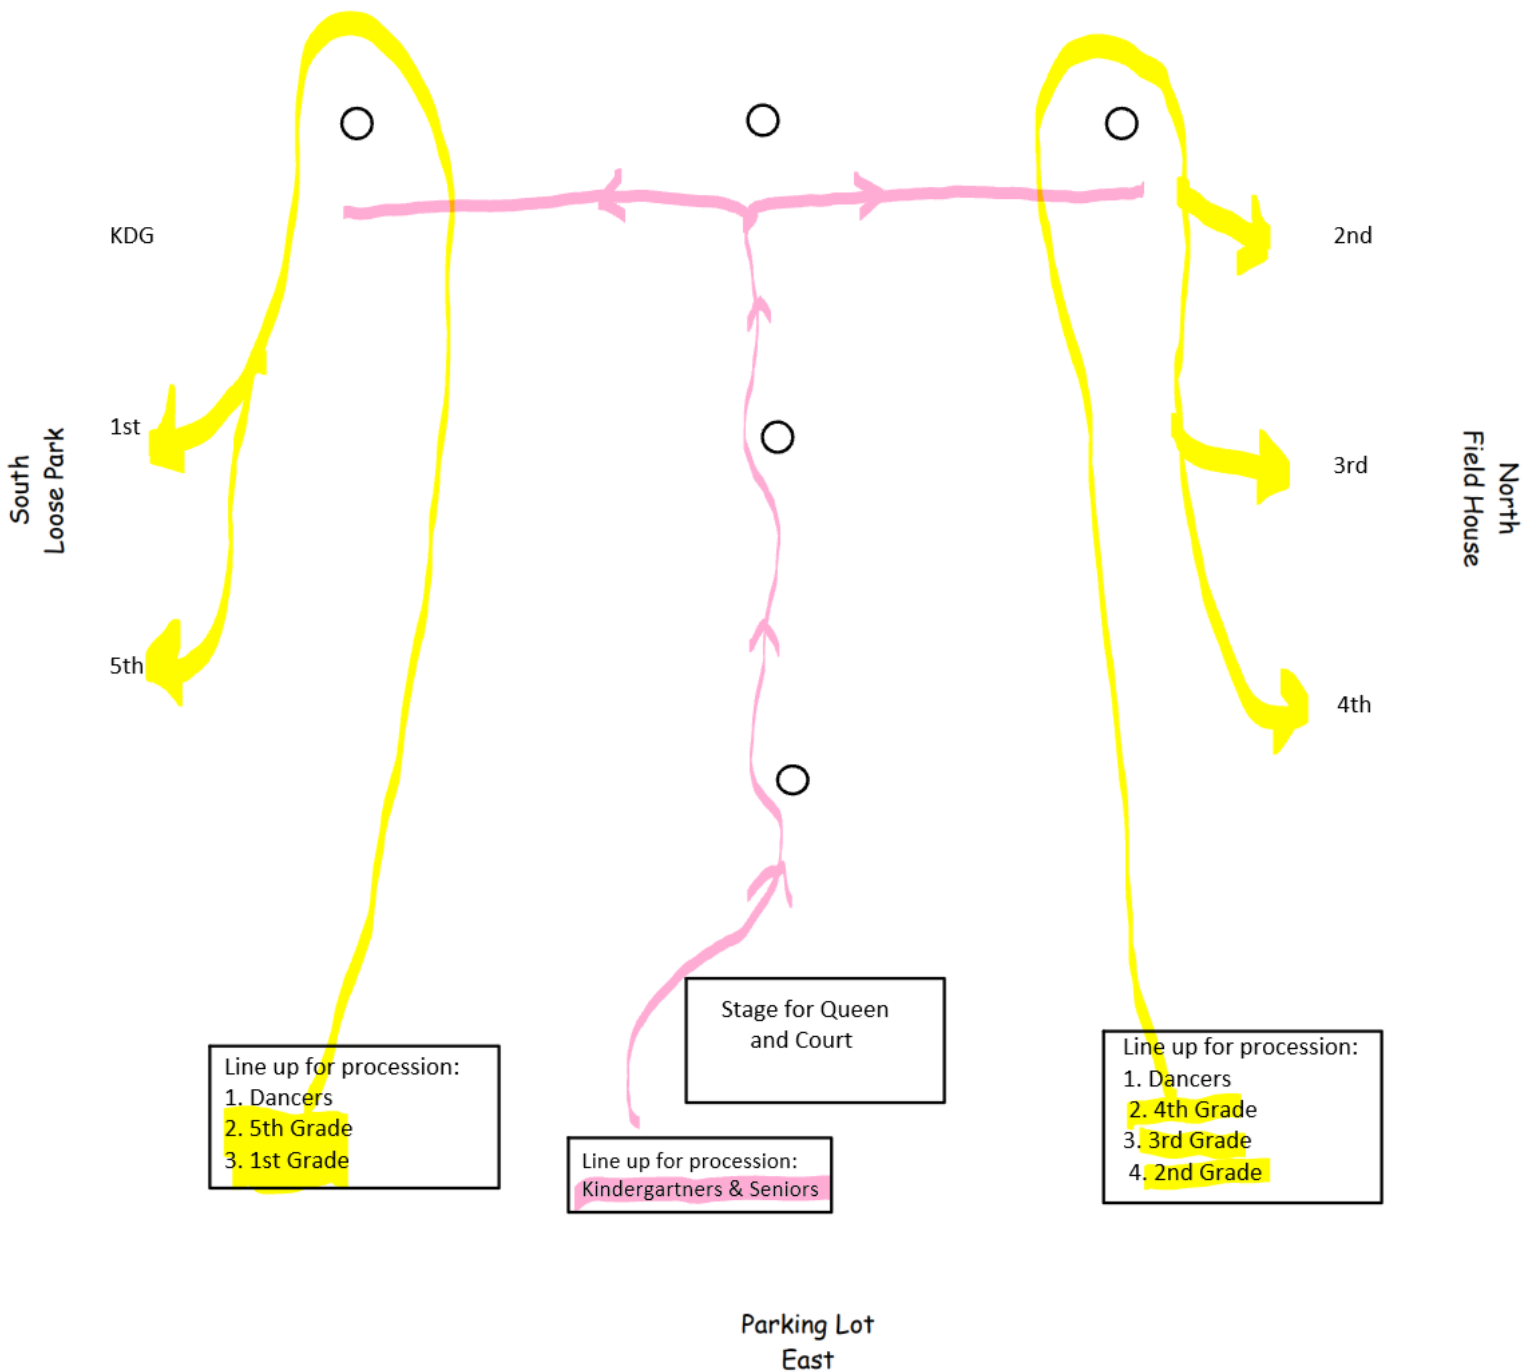 KDG
2nd
1st
3rd
South
Loose Park
North
Field House
5th
4th
Stage for Queen
and Court
Line up for procession:
1. Dancers
2. 5th Grade
3. 1st Grade
Line up for procession:
Kindergartners & Seniors
Line up for procession:
1. Dancers
2. 4th Grade
3. 3rd Grade
4. 2nd Grade
Parking Lot
East